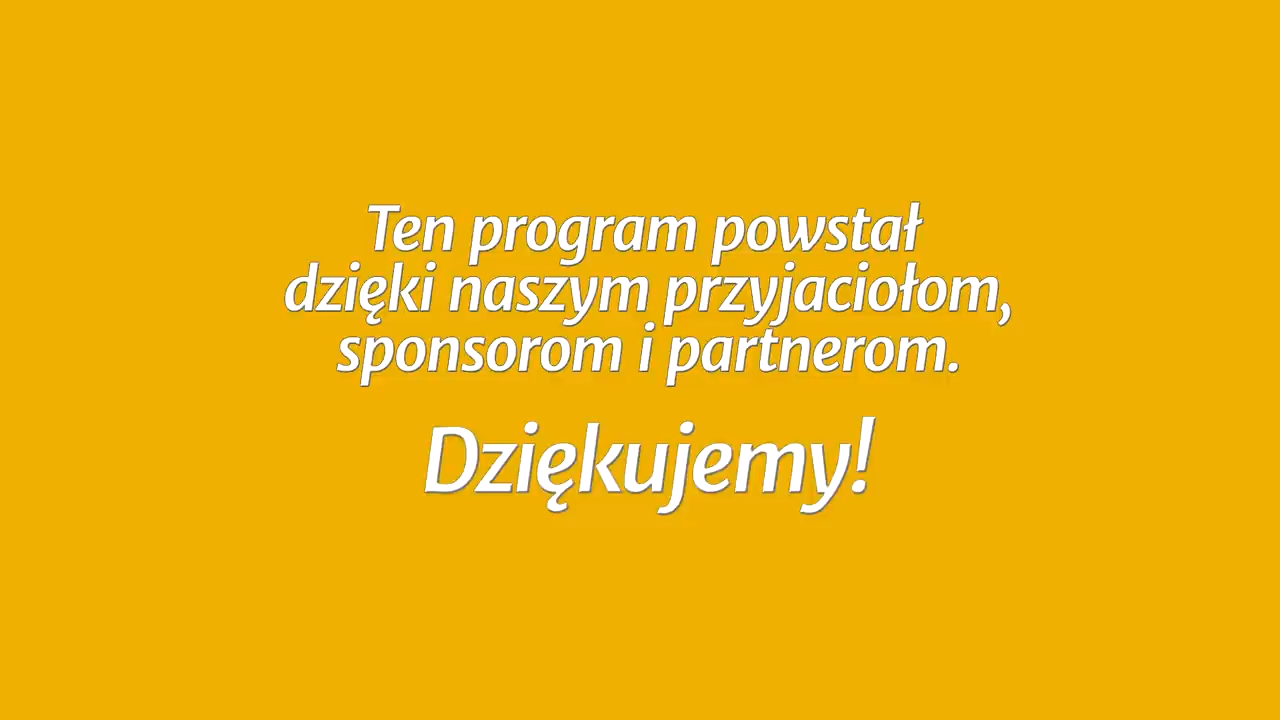 Ten program powstał
dzięki naszym przyjaciołom,
sponsorom i partnerom.
Dziękujemy!